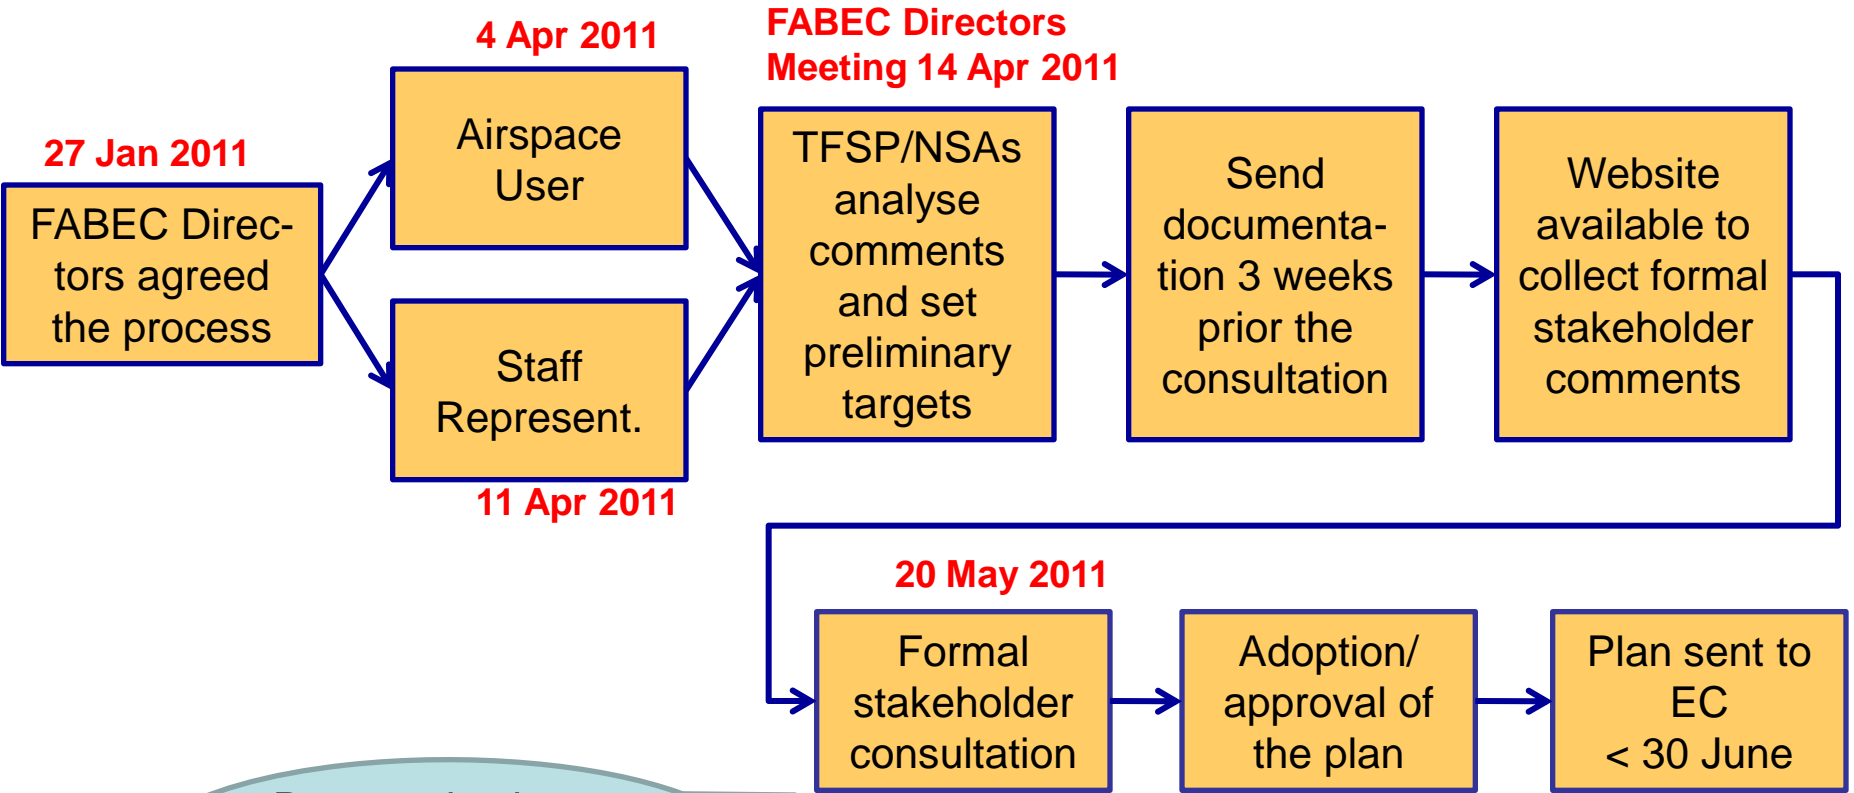 27 Jan 2011
FABEC Direc-
tors agreed
the process
4 Apr 2011
Airspace
User
Staff
Represent.
11 Apr 2011
FABEC Directors
Meeting 14 Apr 2011
TFSP/NSAs
analyse
comments
and set
preliminary
targets
Send
documenta-
tion 3 weeks
prior the
consultation
Website
available to
collect formal
stakeholder
comments
20 May 2011
Formal
stakeholder
consultation
Adoption/
approval of
the plan
Plan sent to
EC
< 30 June